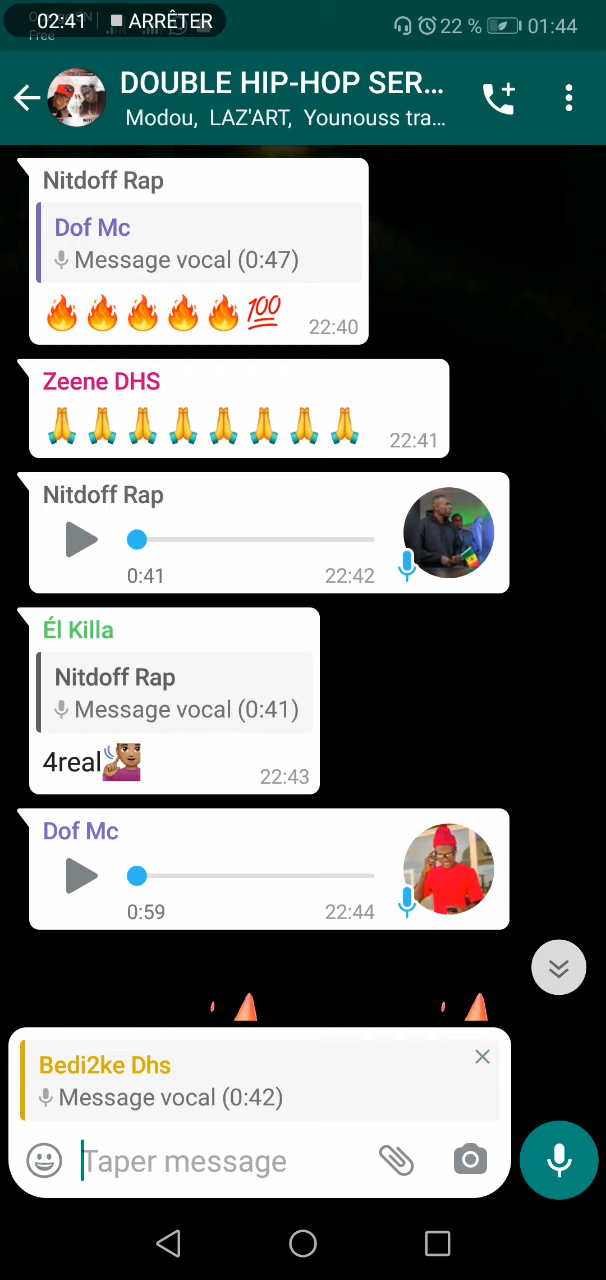 02:41 ARRÊTER 22 % 01:44
Free
DOUBLE HIP-HOP SER...
Modou, LAZ'ART, Younouss tra...
Nitdoff Rap
Dof Mc
Message vocal (0:47)
🔥🔥🔥🔥🔥💯 22:40
Zeene DHS
🙏🙏🙏🙏🙏🙏🙏🙏 22:41
Nitdoff Rap
0:41 22:42
Él Killa
Nitdoff Rap
Message vocal (0:41)
4real 22:43
Dof Mc
0:59 22:44
Bedi2ke Dhs
Message vocal (0:42)
Taper message